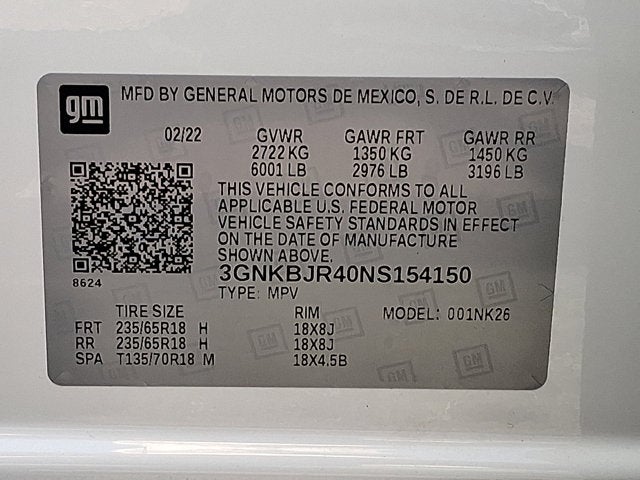 gm MFD BY GENERAL MOTORS DE MEXICO, S. DE R.L. DE C.V.
02/22 GVWR GAWR FRT GAWR RR
2722 KG 1350 KG 1450 KG
6001 LB 2976 LB 3196 LB
THIS VEHICLE CONFORMS TO ALL
APPLICABLE U.S. FEDERAL MOTOR
VEHICLE SAFETY STANDARDS IN EFFECT
ON THE DATE OF MANUFACTURE
SHOWN ABOVE.
8624
3GNKBJR40NS154150
TYPE: MPV
TIRE SIZE RIM MODEL: 001NK26
FRT 235/65R18 H 18X8J
RR 235/65R18 H 18X8J
SPA T135/70R18 M 18X4.5B